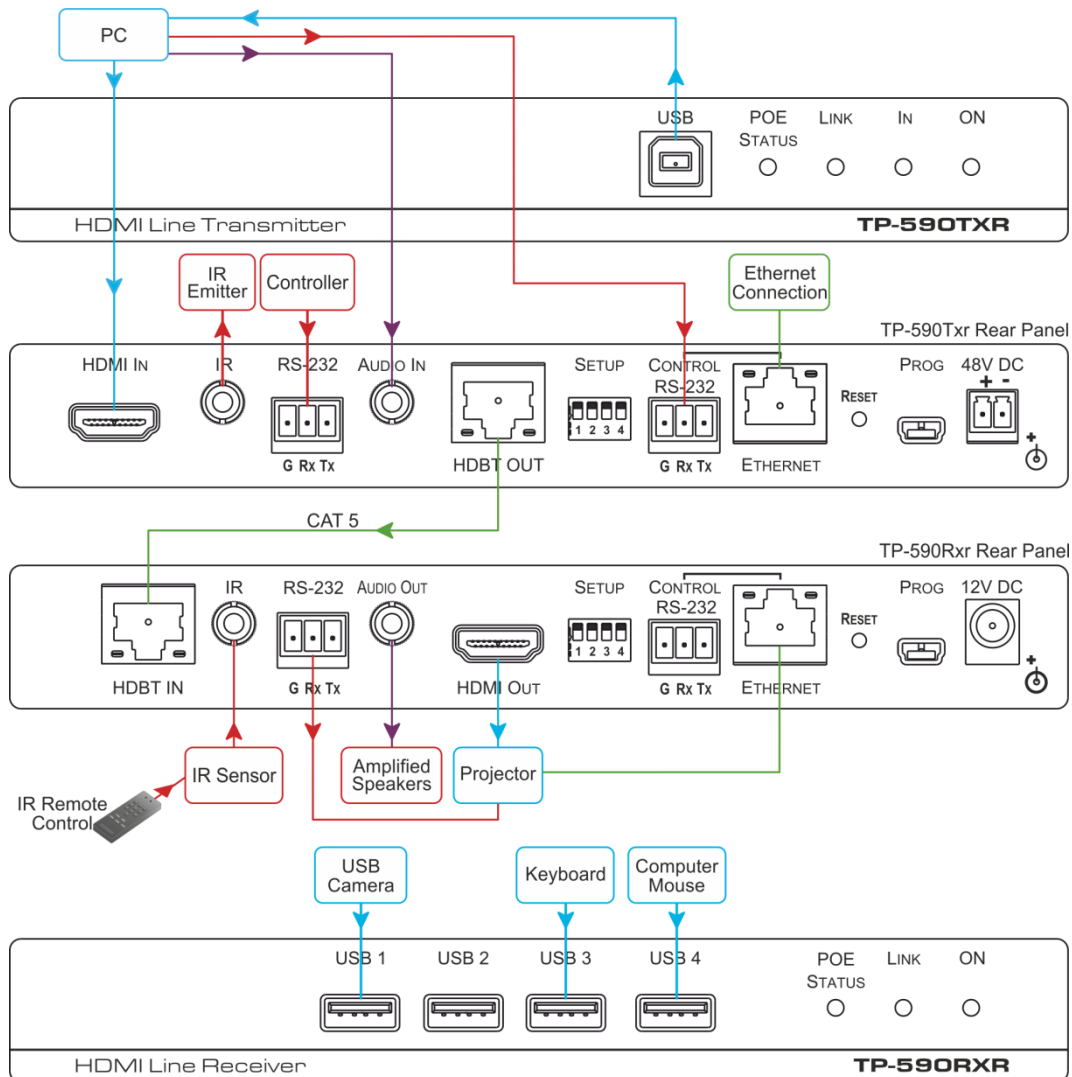 PC
USB
POE
STATUS
LINK
IN
ON
HDMI Line Transmitter
TP-590TXR
IR
Emitter
Controller
Ethernet
Connection
TP-590Txr Rear Panel
HDMI IN
IR
RS-232
AUDIO IN
SETUP
CONTROL
RS-232
PROG
48V DC
+ -
RESET
1 2 3 4
G Rx Tx
HDBT OUT
G Rx Tx
ETHERNET
+
CAT 5
TP-590Rxr Rear Panel
IR
RS-232
AUDIO OUT
SETUP
CONTROL
RS-232
PROG
12V DC
RESET
1 2 3 4
HDBT IN
G Rx Tx
HDMI OUT
G Rx Tx
ETHERNET
+
IR Sensor
Amplified
Speakers
Projector
IR Remote
Control
USB
Camera
Keyboard
Computer
Mouse
USB 1
USB 2
USB 3
USB 4
POE
STATUS
LINK
ON
HDMI Line Receiver
TP-590RXR